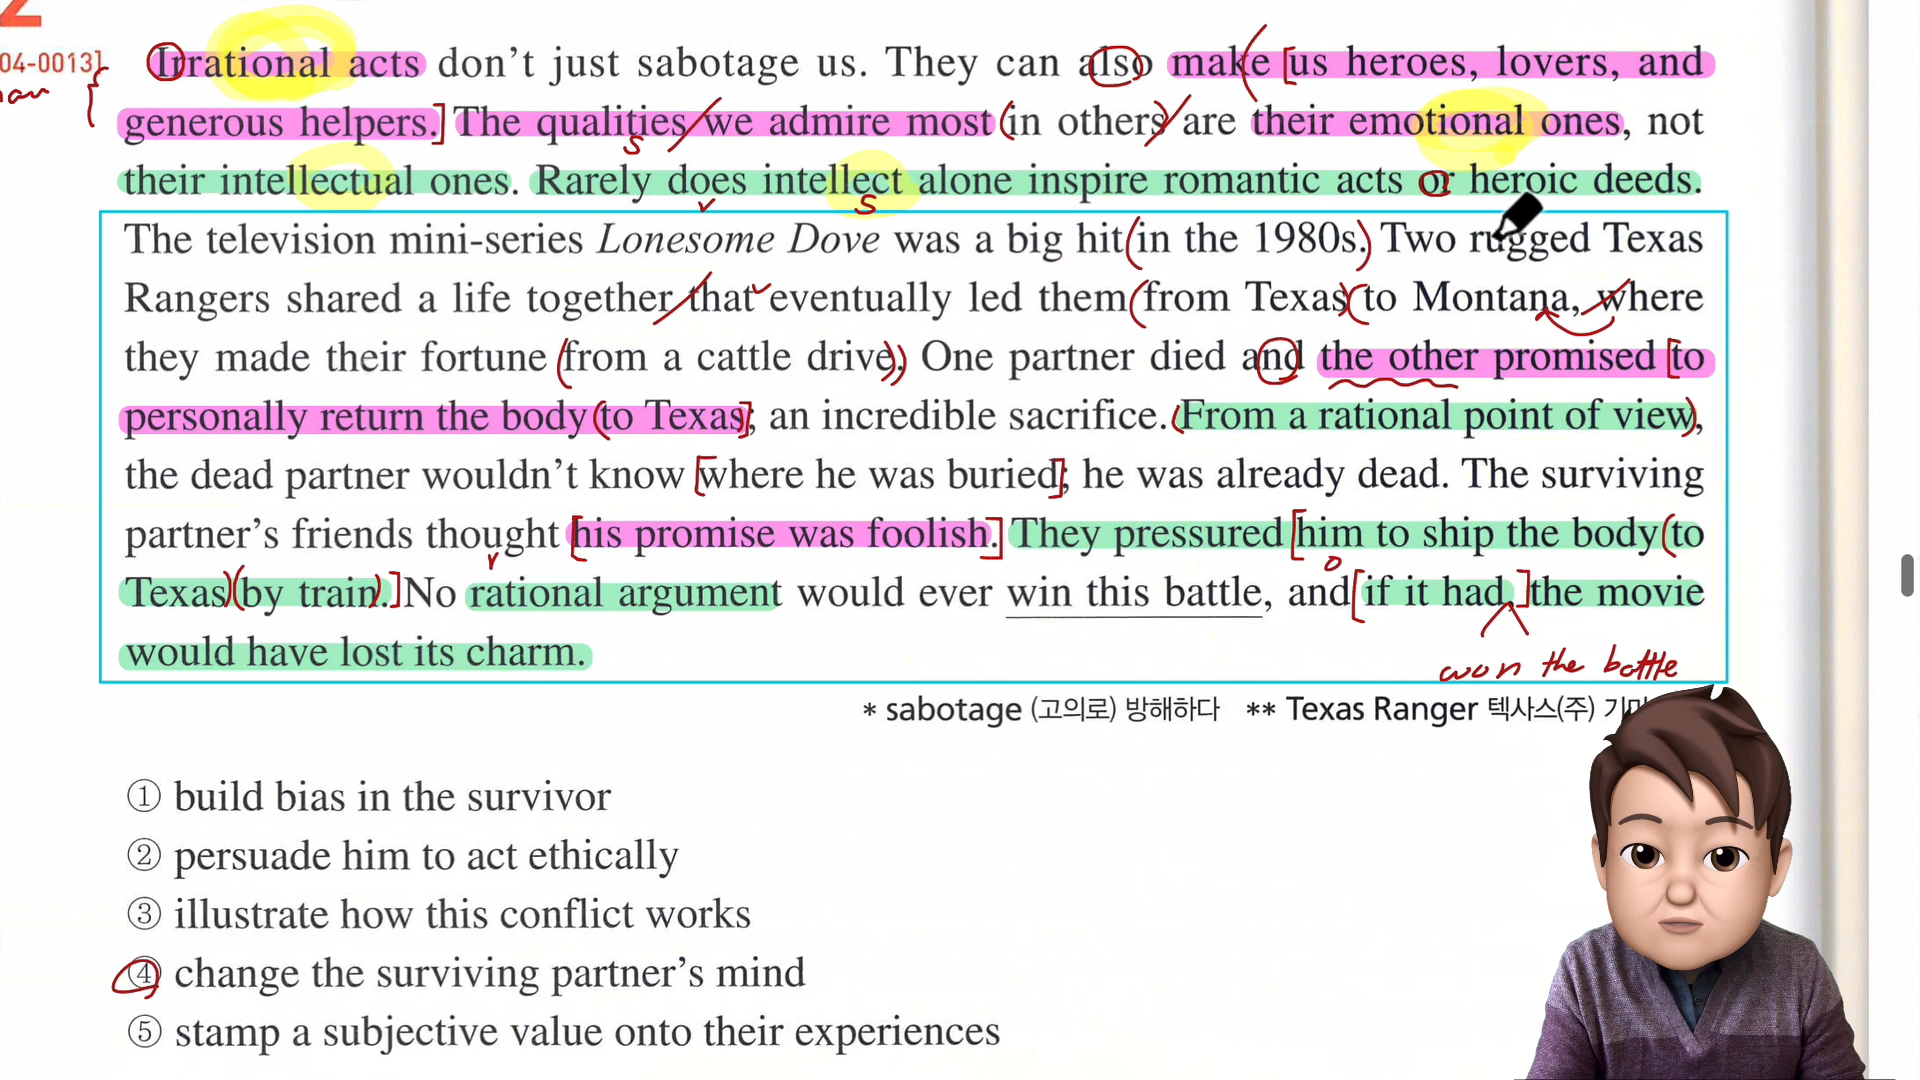 2
04-0013]
Irrational acts don't just sabotage us. They can also make us heroes, lovers, and
generous helpers. The qualities we admire most in others are their emotional ones, not
their intellectual ones. Rarely does intellect alone inspire romantic acts or heroic deeds.
s
v
s
The television mini-series Lonesome Dove was a big hit in the 1980s. Two rugged Texas
Rangers shared a life together that eventually led them from Texas to Montana, where
they made their fortune from a cattle drive. One partner died and the other promised to
personally return the body to Texas; an incredible sacrifice. From a rational point of view,
the dead partner wouldn't know where he was buried; he was already dead. The surviving
partner's friends thought his promise was foolish. They pressured him to ship the body to
v
o
Texas by train. No rational argument would ever win this battle, and if it had, the movie
would have lost its charm.
won the battle
* sabotage (고의로) 방해하다 ** Texas Ranger 텍사스(주)
① build bias in the survivor
② persuade him to act ethically
③ illustrate how this conflict works
④ change the surviving partner's mind
⑤ stamp a subjective value onto their experiences